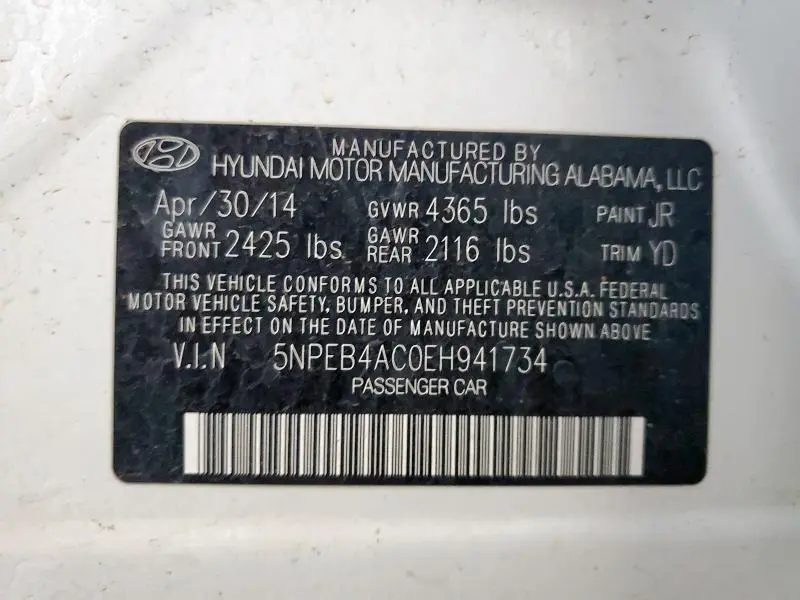 MANUFACTURED BY
HYUNDAI MOTOR MANUFACTURING ALABAMA, LLC
Apr/30/14 GVWR 4365 lbs PAINT JR
GAWR FRONT 2425 lbs GAWR REAR 2116 lbs TRIM YD
THIS VEHICLE CONFORMS TO ALL APPLICABLE U.S.A. FEDERAL
MOTOR VEHICLE SAFETY, BUMPER, AND THEFT PREVENTION STANDARDS
IN EFFECT ON THE DATE OF MANUFACTURE SHOWN ABOVE.
V.I.N 5NPEB4AC0EH941734
PASSENGER CAR